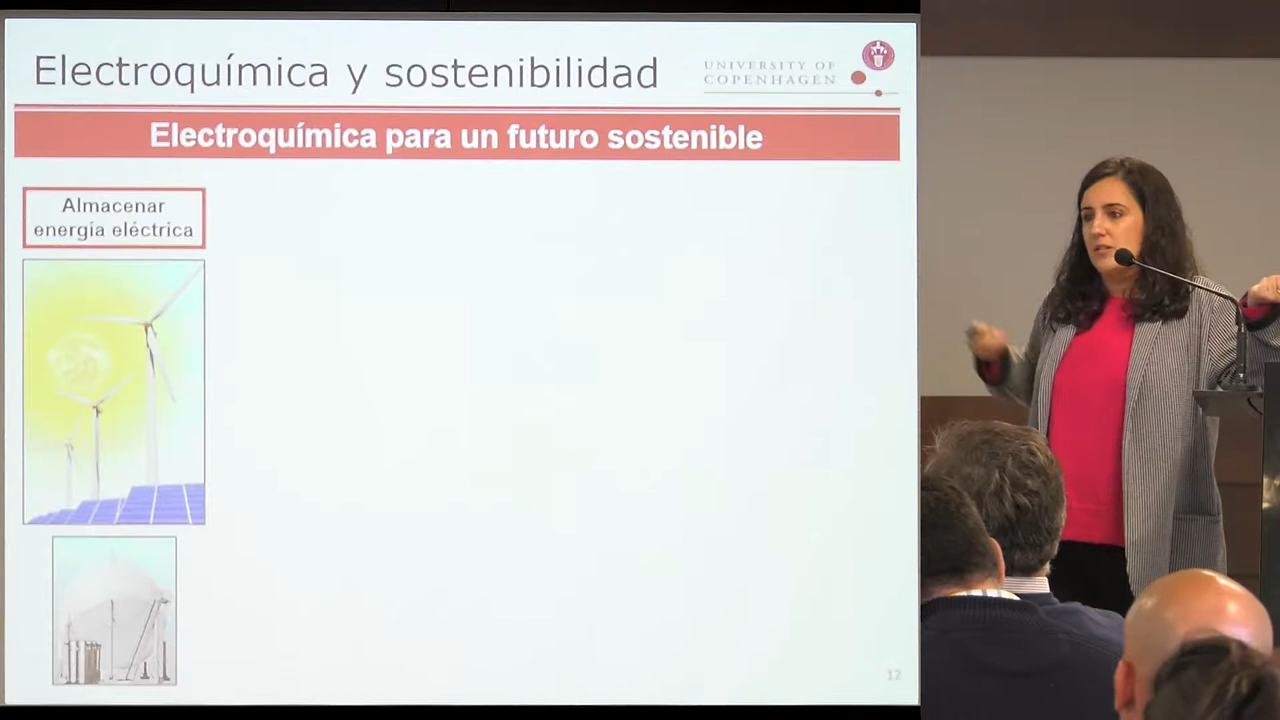 Electroquímica y sostenibilidad
UNIVERSITY OF
COPENHAGEN
Electroquímica para un futuro sostenible
Almacenar
energía eléctrica
12